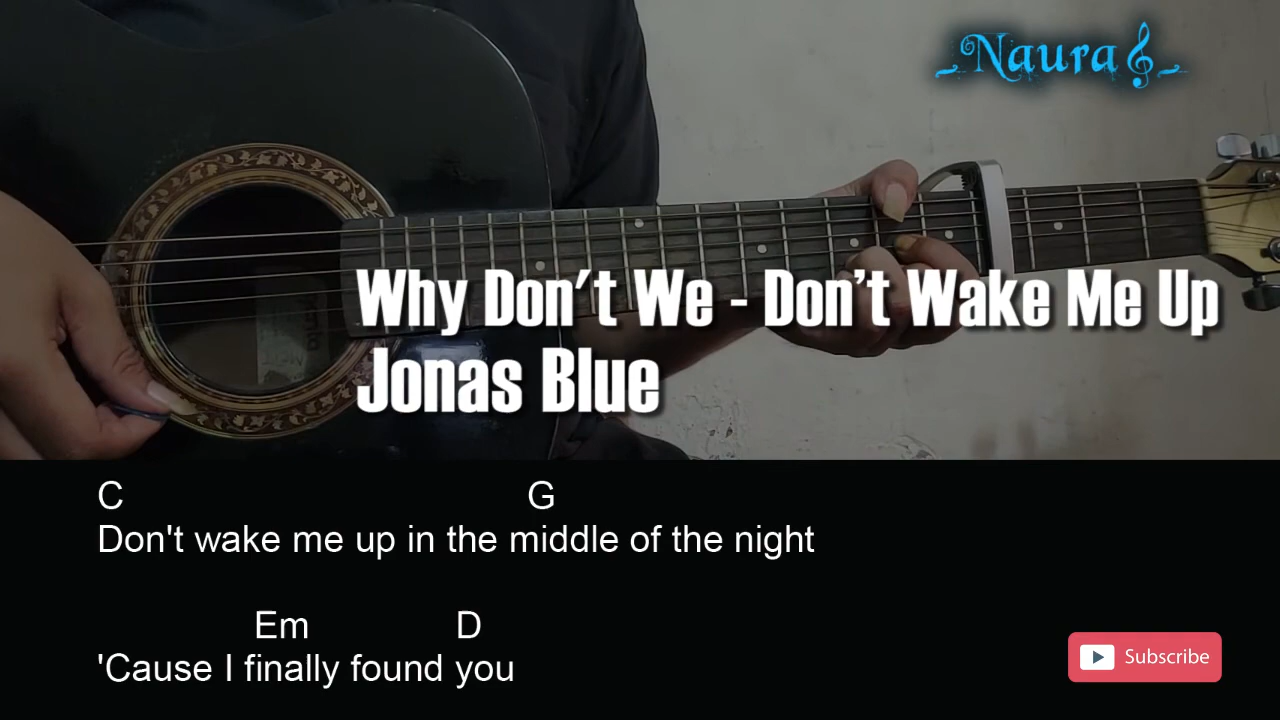 Naura
Why Don't We - Don't Wake Me Up
Jonas Blue
C G
Don't wake me up in the middle of the night
Em D
'Cause I finally found you
Subscribe